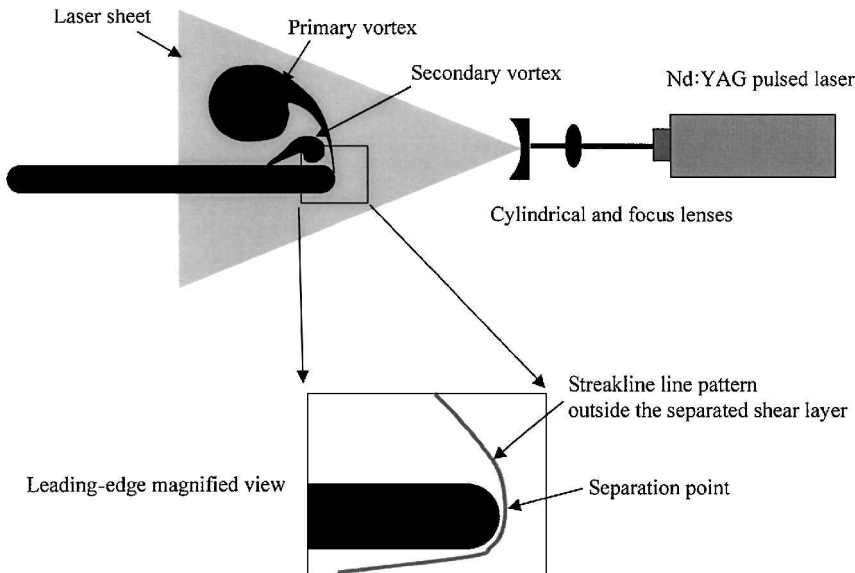 Laser sheet
Primary vortex
Secondary vortex
Nd:YAG pulsed laser
Cylindrical and focus lenses
Streakline line pattern
outside the separated shear layer
Leading-edge magnified view
Separation point